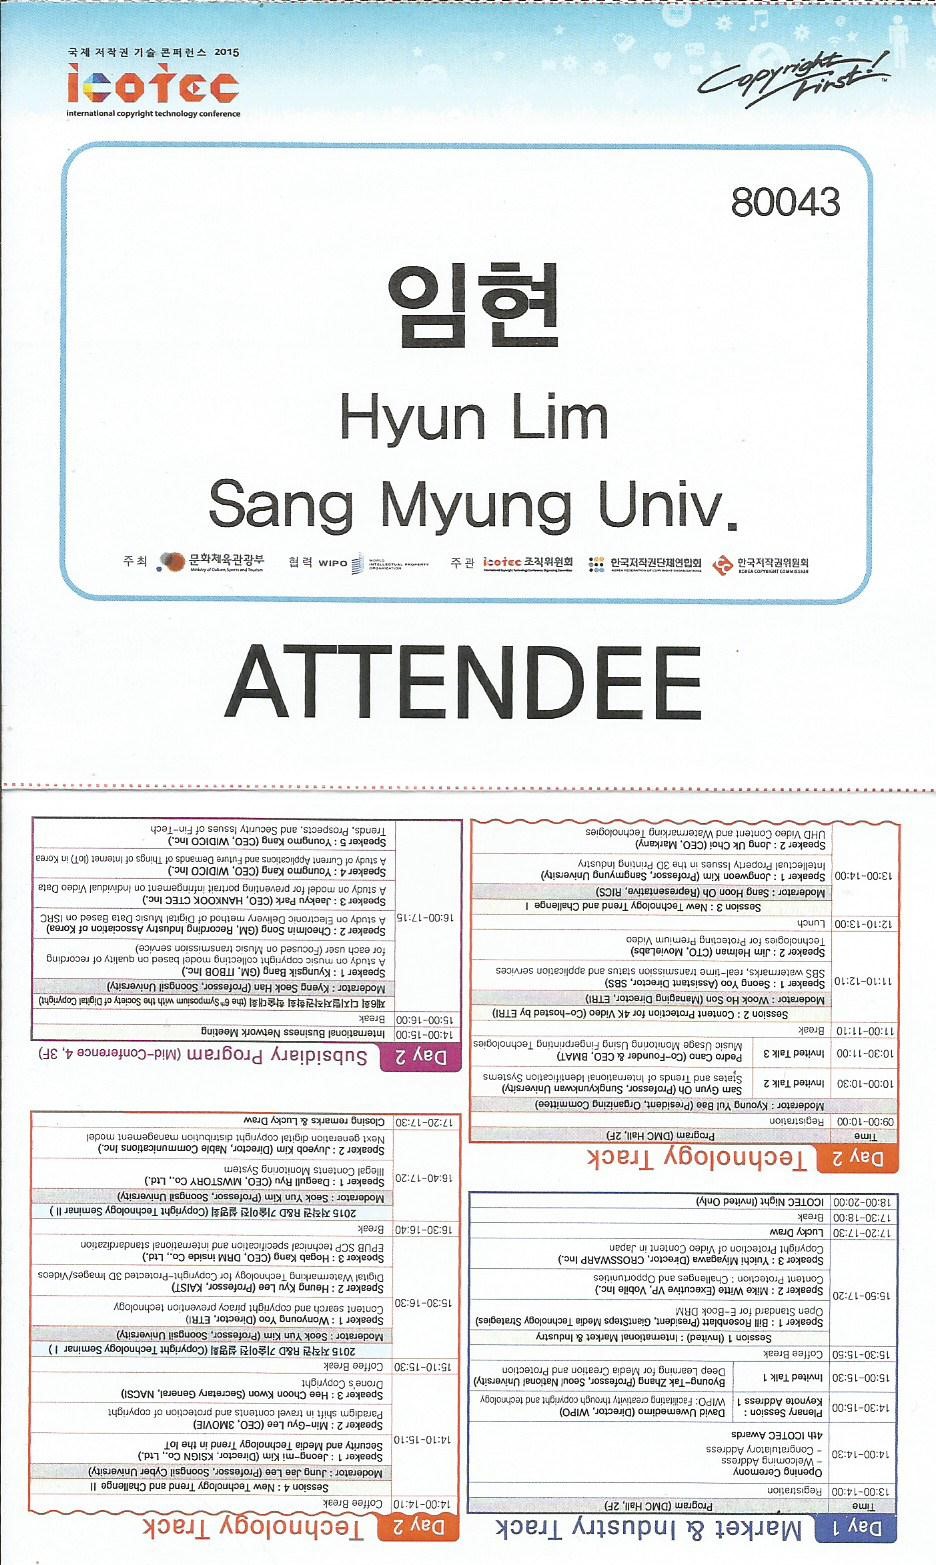 국제 저작권 기술 콘퍼런스 2015
icotec
international copyright technology conference
Copyright First!
80043
임현
Hyun Lim
Sang Myung Univ.
주최 문화체육관광부 협력 WIPO WORLD INTELLECTUAL PROPERTY ORGANIZATION 주관 icotec 조직위원회 한국저작권단체연합회 한국저작권위원회
Ministry of Culture, Sports and Tourism
KOREA COPYRIGHT COMMISSION
ATTENDEE
Day 1 Market & Industry Track
Time Program (DMC Hall, 2F)
13:00-14:00 Registration
14:00-14:30 Opening Ceremony
- Welcoming Address
- Congratulatory Address
4th ICOTEC Awards
14:30-15:00 Plenary Session : Keynote Address 1
David Uwemedimo (Director, WIPO)
WIPO: Facilitating creativity through copyright and technology
15:00-15:30 Invited Talk 1
Byoung-Tak Zhang (Professor, Seoul National University)
Deep Learning for Media Creation and Protection
15:30-15:50 Coffee Break
15:50-17:20 Session 1 (Invited) : International Market & Industry
Speaker 1 : Bill Rosenblatt (President, GiantSteps Media Technology Strategies)
Open Standard for E-Book DRM
Speaker 2 : Mike Witte (Executive VP, Vobile Inc.)
Content Protection : Challenges and Opportunities
Speaker 3 : Yuichi Miyagawa (Director, CROSSWARP Inc.)
Copyright Protection of Video Content in Japan
17:20-17:30 Lucky Draw
17:30-18:00 Break
18:00-20:00 ICOTEC Night (Invited Only)
Day 2 Technology Track
Time Program (DMC Hall, 2F)
09:00-10:00 Registration
Moderator : Kyoung Yul Bae (President, Organizing Committee)
10:00-10:30 Invited Talk 2
Sam Gyun Oh (Professor, Sungkyunkwan University)
States and Trends of International Identification Systems
10:30-11:00 Invited Talk 3
Pedro Cano (Co-Founder & CEO, BMAT)
Music Usage Monitoring Using Fingerprinting Technologies
11:00-11:10 Break
11:10-12:10 Session 2 : Content Protection for 4K Video (Co-hosted by ETRI)
Moderator : Wook Ho Son (Managing Director, ETRI)
Speaker 1 : Seong Yoo (Assistant Director, SBS)
SBS watermarks, real-time transmission status and application services
Speaker 2 : Jim Helman (CTO, MovieLabs)
Technologies for Protecting Premium Video
12:10-13:00 Lunch
13:00-14:00 Session 3 : New Technology Trend and Challenge I
Moderator : Sang Hoon Oh (Representative, RICS)
Speaker 1 : Jongweon Kim (Professor, Sangmyung University)
Intellectual Property Issues in the 3D Printing Industry
Speaker 2 : Jong Uk Choi (CEO, Markany)
UHD Video Content and Watermarking Technologies
Day 2 Technology Track
14:00-14:10 Coffee Break
14:10-15:10 Session 4 : New Technology Trend and Challenge II
Moderator : Jung Jae Lee (Professor, Soongsil Cyber University)
Speaker 1 : Jeong-mi Kim (Director, KSIGN Co., Ltd.)
Security and Media Technology Trend in the IoT
Speaker 2 : Min-Gyu Lee (CEO, 3MOVIE)
Paradigm shift in travel contents and protection of copyright
Speaker 3 : Hee Choon Kwon (Secretary General, NACSI)
Drone's Copyright
15:10-15:30 Coffee Break
15:30-16:30 2015 저작권 R&D 기술이전 설명회 (Copyright Technology Seminar I )
Moderator : Seok Yun Kim (Professor, Soongsil University)
Speaker 1 : Wonyoung Yoo (Director, ETRI)
Content search and copyright piracy prevention technology
Speaker 2 : Heung Kyu Lee (Professor, KAIST)
Digital Watermarking Technology for Copyright-Protected 3D Images/Videos
Speaker 3 : Hogab Kang (CEO, DRM inside Co., Ltd.)
EPUB SCP technical specification and international standardization
16:30-16:40 Break
16:40-17:20 2015 저작권 R&D 기술이전 설명회 (Copyright Technology Seminar II )
Moderator : Seok Yun Kim (Professor, Soongsil University)
Speaker 1 : Daeguil Ryu (CEO, MWSTORY Co., Ltd.)
Illegal Contents Monitoring System
Speaker 2 : Juyeob Kim (Director, Nable Communications Inc.)
Next generation digital copyright distribution management model
17:20-17:30 Closing remarks & Lucky Draw
Day 2 Subsidiary Program (Mid-Conference 4, 3F)
14:00-15:00 International Business Network Meeting
15:00-16:00 Break
16:00-17:15 제6회 디지털저작권학회 학술대회 (the 6th Symposium with the Society of Digital Copyright)
Moderator : Kyeng Seok Han (Professor, Soongsil University)
Speaker 1 : Kyungsik Bang (GM, ITBOB Inc.)
A study on music copyright collecting model based on quality of recording
for each user (Focused on Music transmission service)
Speaker 2 : Cheolmin Song (GM, Recording Industry Association of Korea)
A study on Electronic Delivery method of Digital Music Data Based on ISRC
Speaker 3 : Jaekyu Park (CEO, HANKOOK CTEC Inc.)
A study on model for preventing portrait infringement on Individual Video Data
Speaker 4 : Youngmo Kang (CEO, WIDICO Inc.)
A study of Current Applications and Future Demands of Things of Internet (IoT) in Korea
Speaker 5 : Youngmo Kang (CEO, WIDICO Inc.)
Trends, Prospects, and Security Issues of Fin-Tech